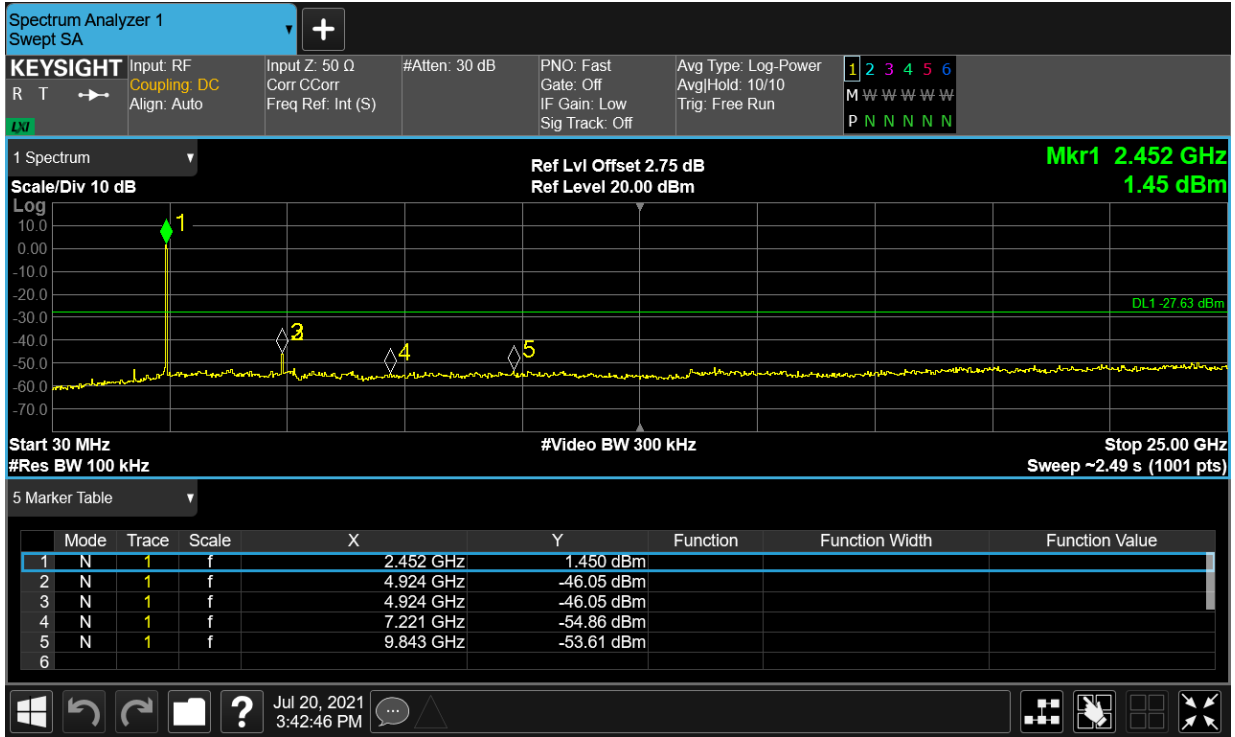 Spectrum Analyzer 1
Swept SA
+
KEYSIGHT
R T
LXI
Input: RF
Coupling: DC
Align: Auto
Input Z: 50 Ω
Corr CCorr
Freq Ref: Int (S)
#Atten: 30 dB
PNO: Fast
Gate: Off
IF Gain: Low
Sig Track: Off
Avg Type: Log-Power
Avg|Hold: 10/10
Trig: Free Run
1 2 3 4 5 6
M W W W W W
P N N N N N
1 Spectrum
Scale/Div 10 dB
Ref Lvl Offset 2.75 dB
Ref Level 20.00 dBm
Mkr1 2.452 GHz
1.45 dBm
Log
10.0
0.00
-10.0
-20.0
-30.0
-40.0
-50.0
-60.0
-70.0
1
3
4
5
DL1 -27.63 dBm
Start 30 MHz
#Video BW 300 kHz
Stop 25.00 GHz
#Res BW 100 kHz
Sweep ~2.49 s (1001 pts)
5 Marker Table
Mode Trace Scale X Y Function Function Width Function Value
1 N 1 f 2.452 GHz 1.450 dBm
2 N 1 f 4.924 GHz -46.05 dBm
3 N 1 f 4.924 GHz -46.05 dBm
4 N 1 f 7.221 GHz -54.86 dBm
5 N 1 f 9.843 GHz -53.61 dBm
6
?
Jul 20, 2021
3:42:46 PM